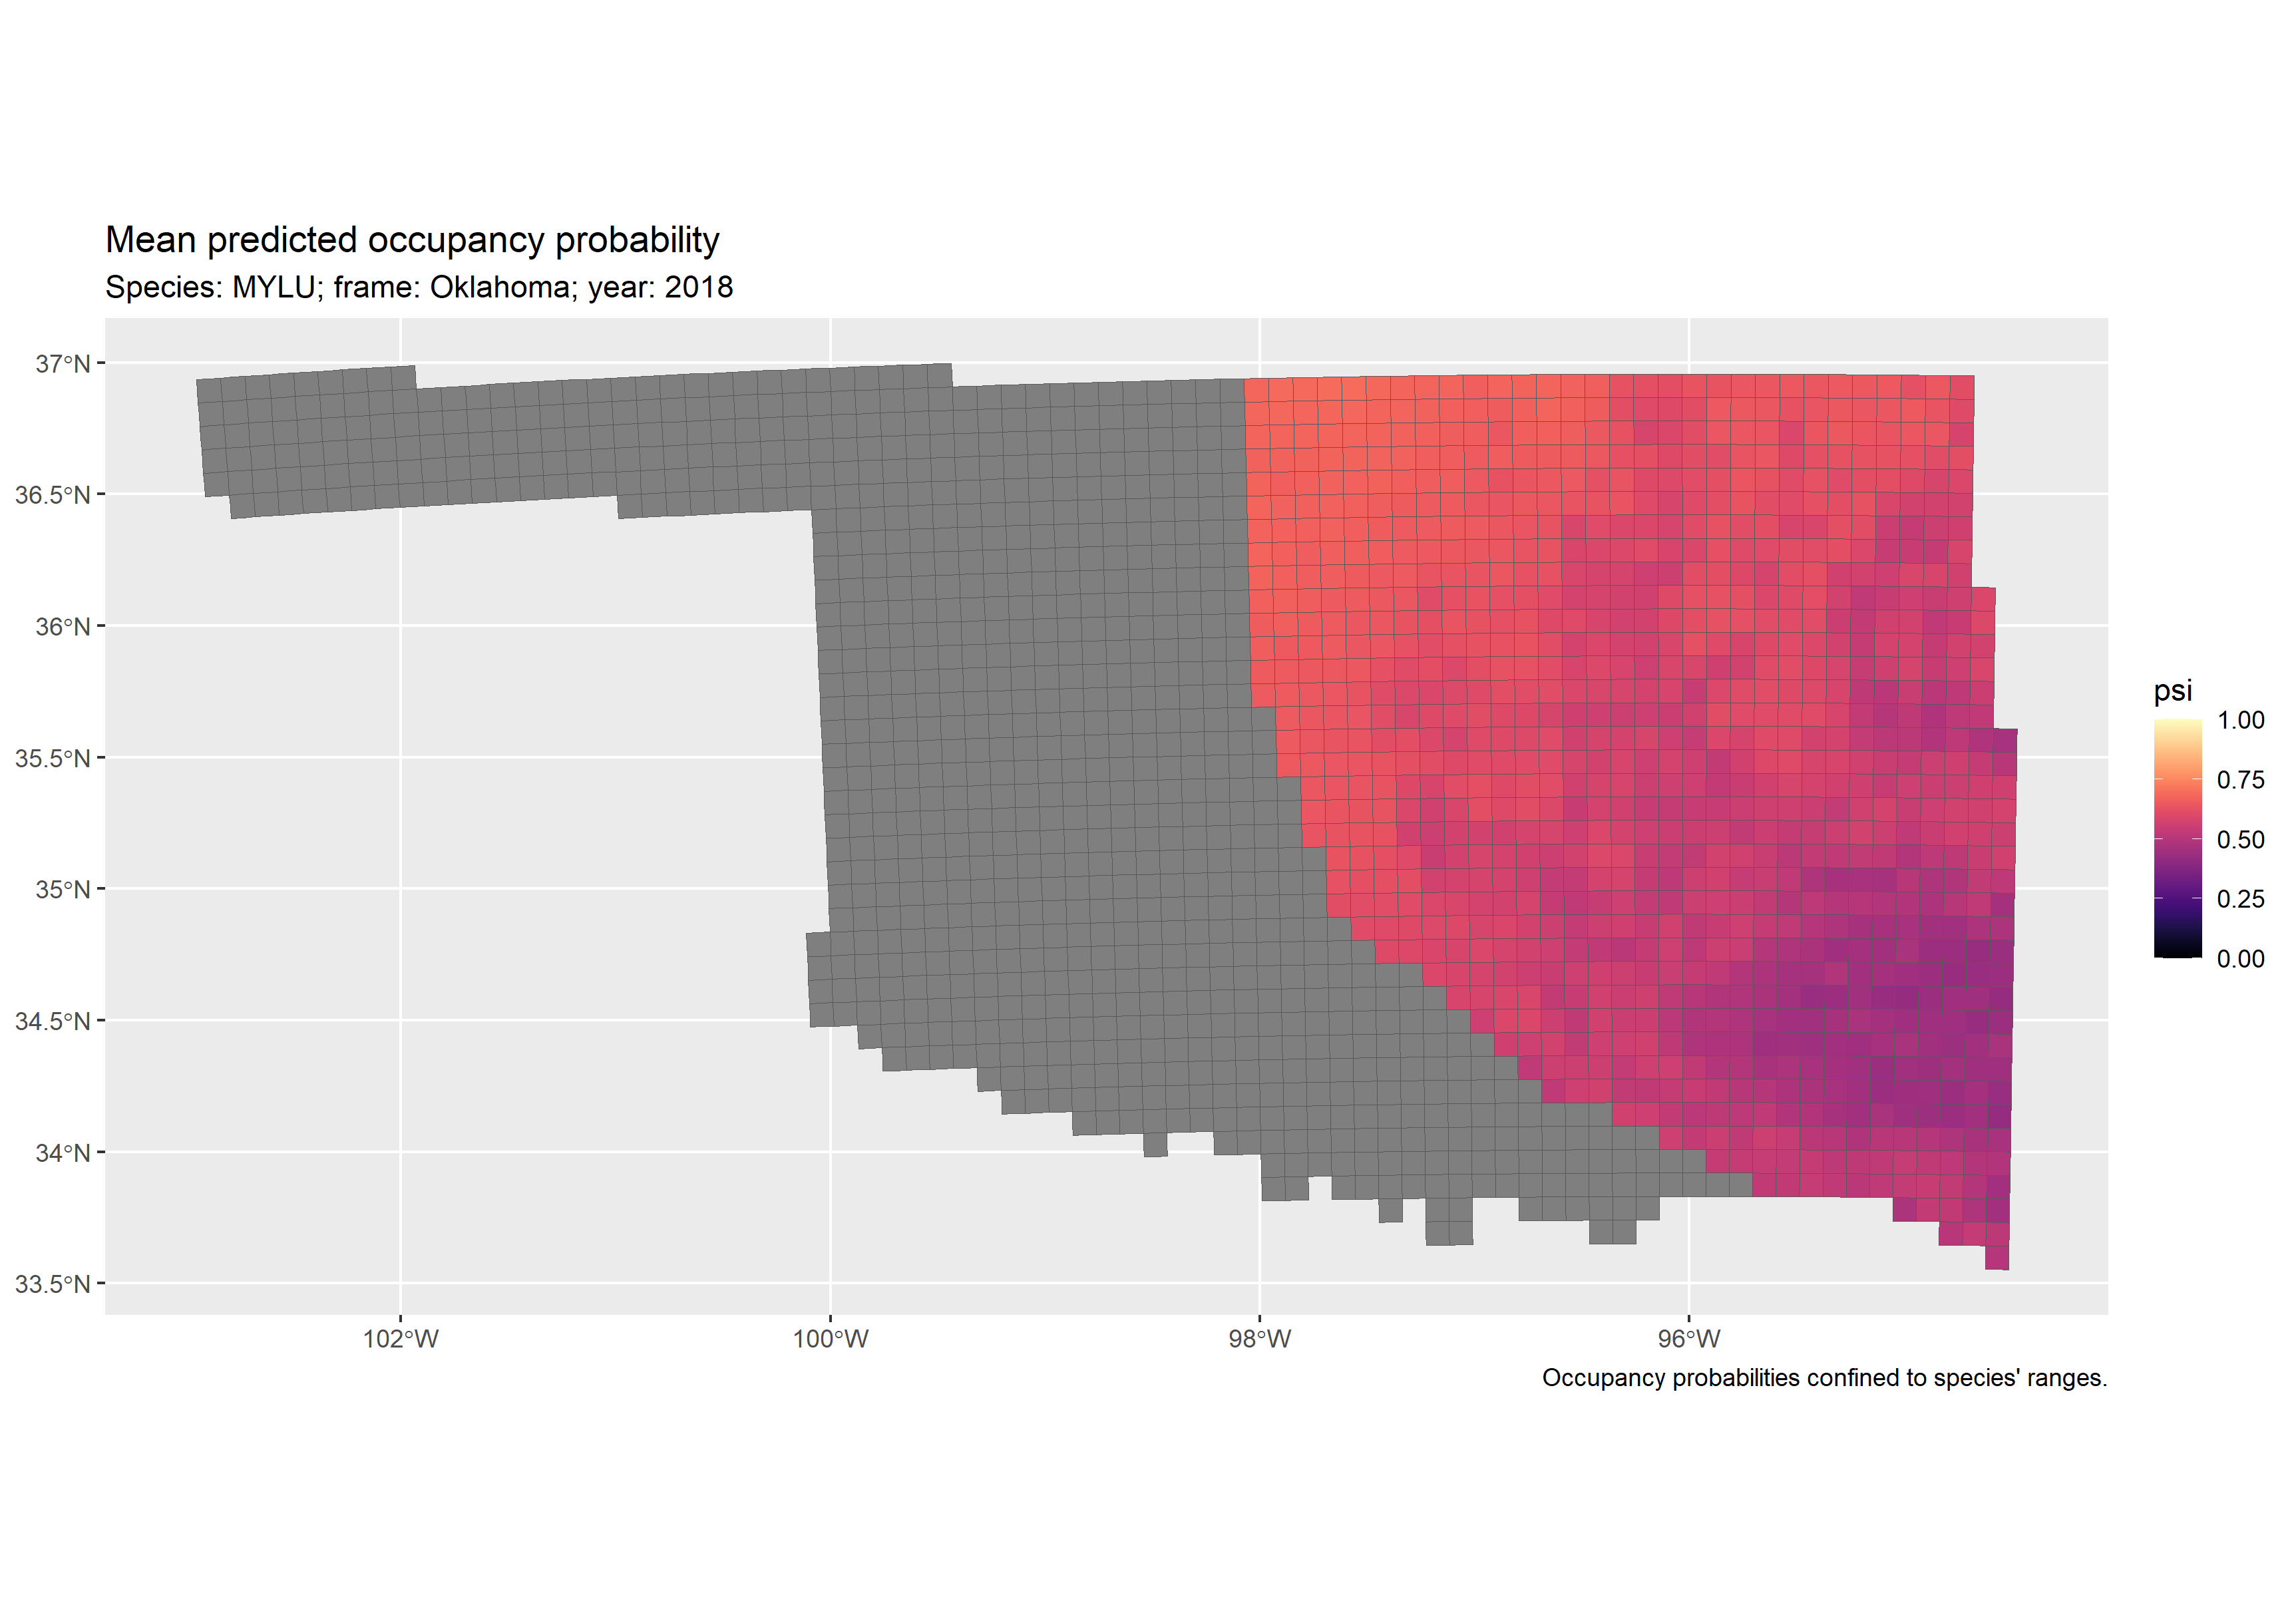 Mean predicted occupancy probability
Species: MYLU; frame: Oklahoma; year: 2018
37°N
36.5°N
36°N
35.5°N
35°N
34.5°N
34°N
33.5°N
102°W
100°W
98°W
96°W
psi
1.00
0.75
0.50
0.25
0.00
Occupancy probabilities confined to species' ranges.